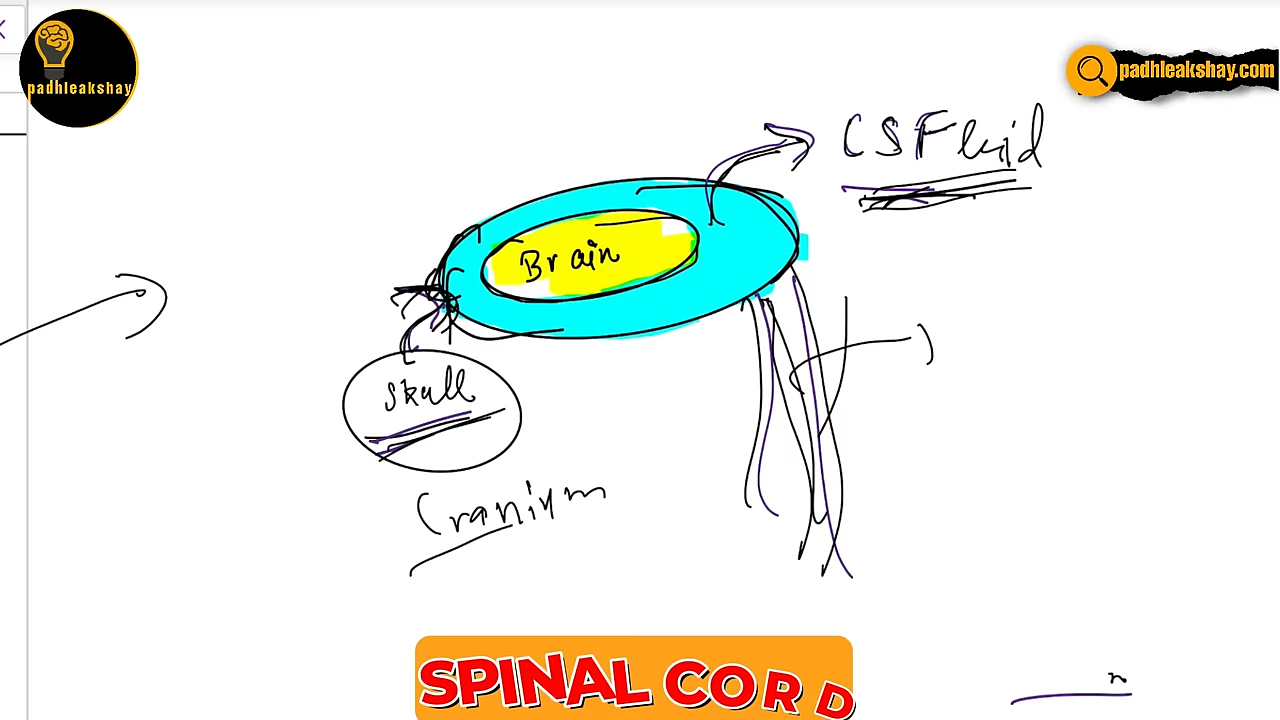 padhleakshay
padhleakshay.com
CSFluid
Brain
Skull
Cranium
SPINAL CORD
n